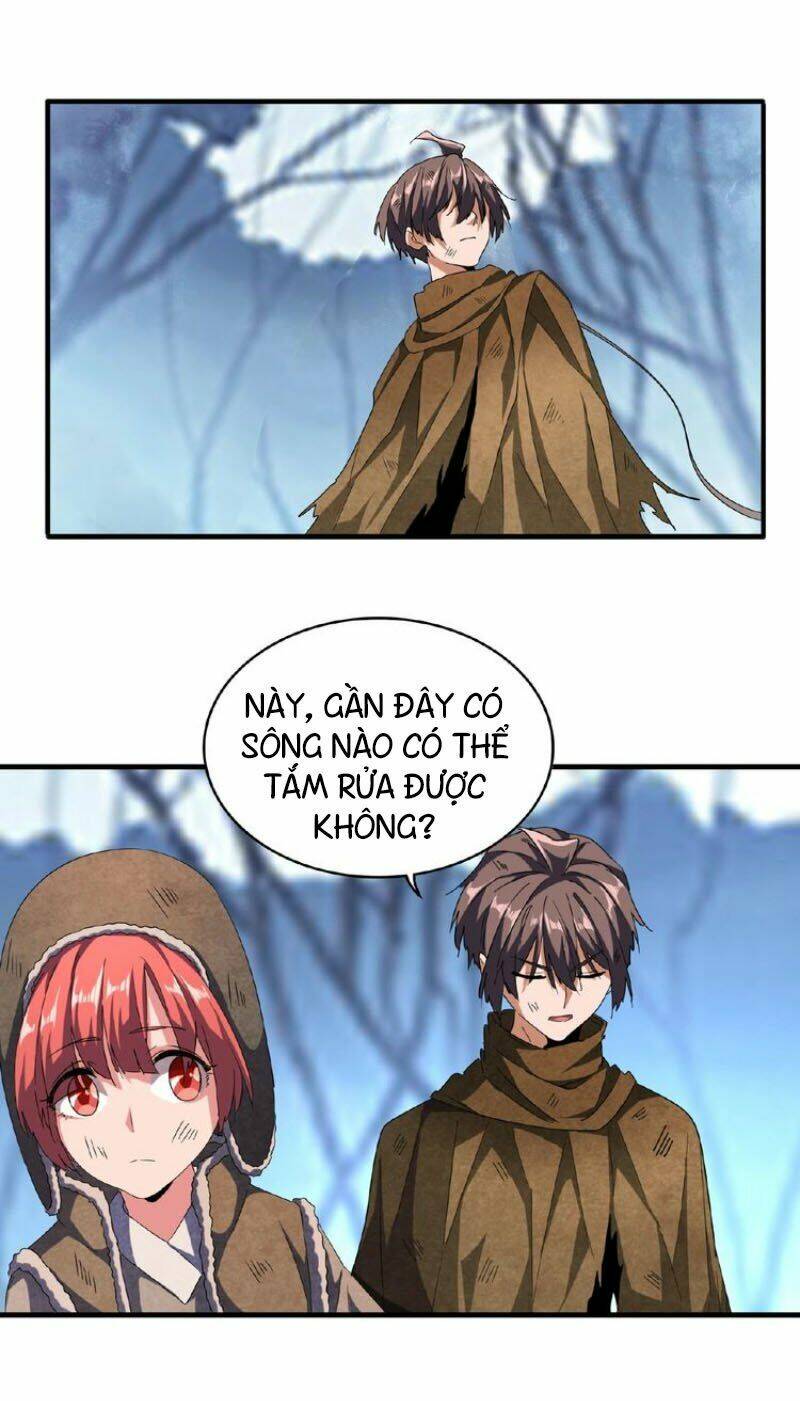 NÀY, GẦN ĐÂY CÓ
SÔNG NÀO CÓ THỂ
TẮM RỬA ĐƯỢC
KHÔNG?